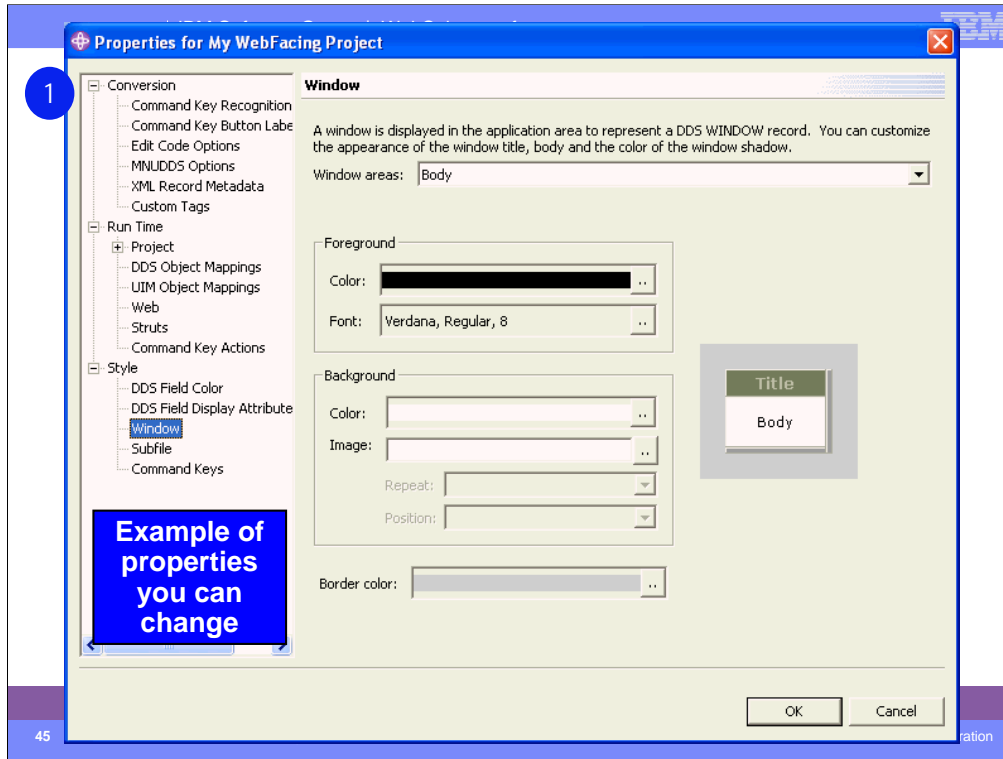 Properties for My WebFacing Project
IBM
1
Conversion
Command Key Recognition
Command Key Button Labe
Edit Code Options
MNUDDS Options
XML Record Metadata
Custom Tags
Run Time
Project
DDS Object Mappings
UIM Object Mappings
Web
Struts
Command Key Actions
Style
DDS Field Color
DDS Field Display Attribute
Window
Subfile
Command Keys
Example of
properties
you can
change
Window
A window is displayed in the application area to represent a DDS WINDOW record. You can customize
the appearance of the window title, body and the color of the window shadow.
Window areas: Body
Foreground
Color: ..
Font: Verdana, Regular, 8 ..
Background
Color: ..
Image: ..
Repeat:
Position:
Border color: ..
Title
Body
OK Cancel
45
ration